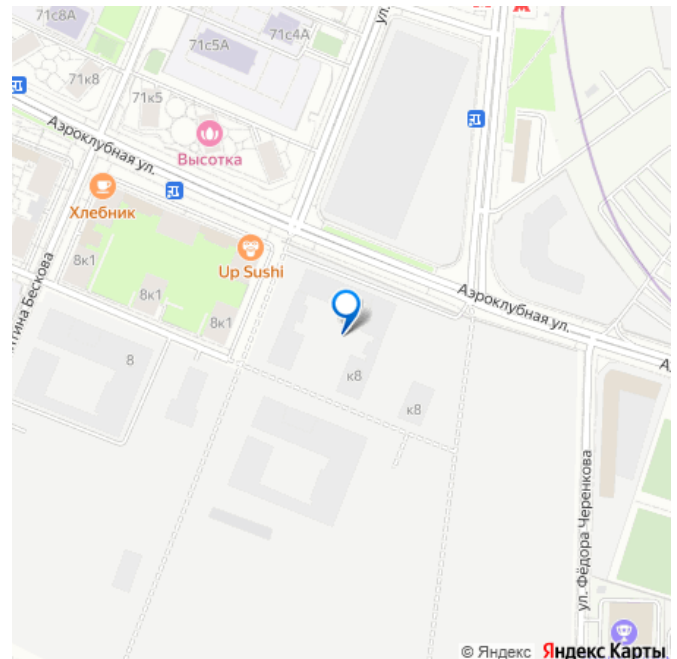 71с8А
71с5А
71с4А
ул.
71к8
71к5
Аэроклубная ул.
Высотка
Хлебник
8к1
Up Sushi
8к1
8к1
8
к8
к8
Аэроклубная ул.
ул. Фёдора Черенкова
© Яндекс Яндекс Карты